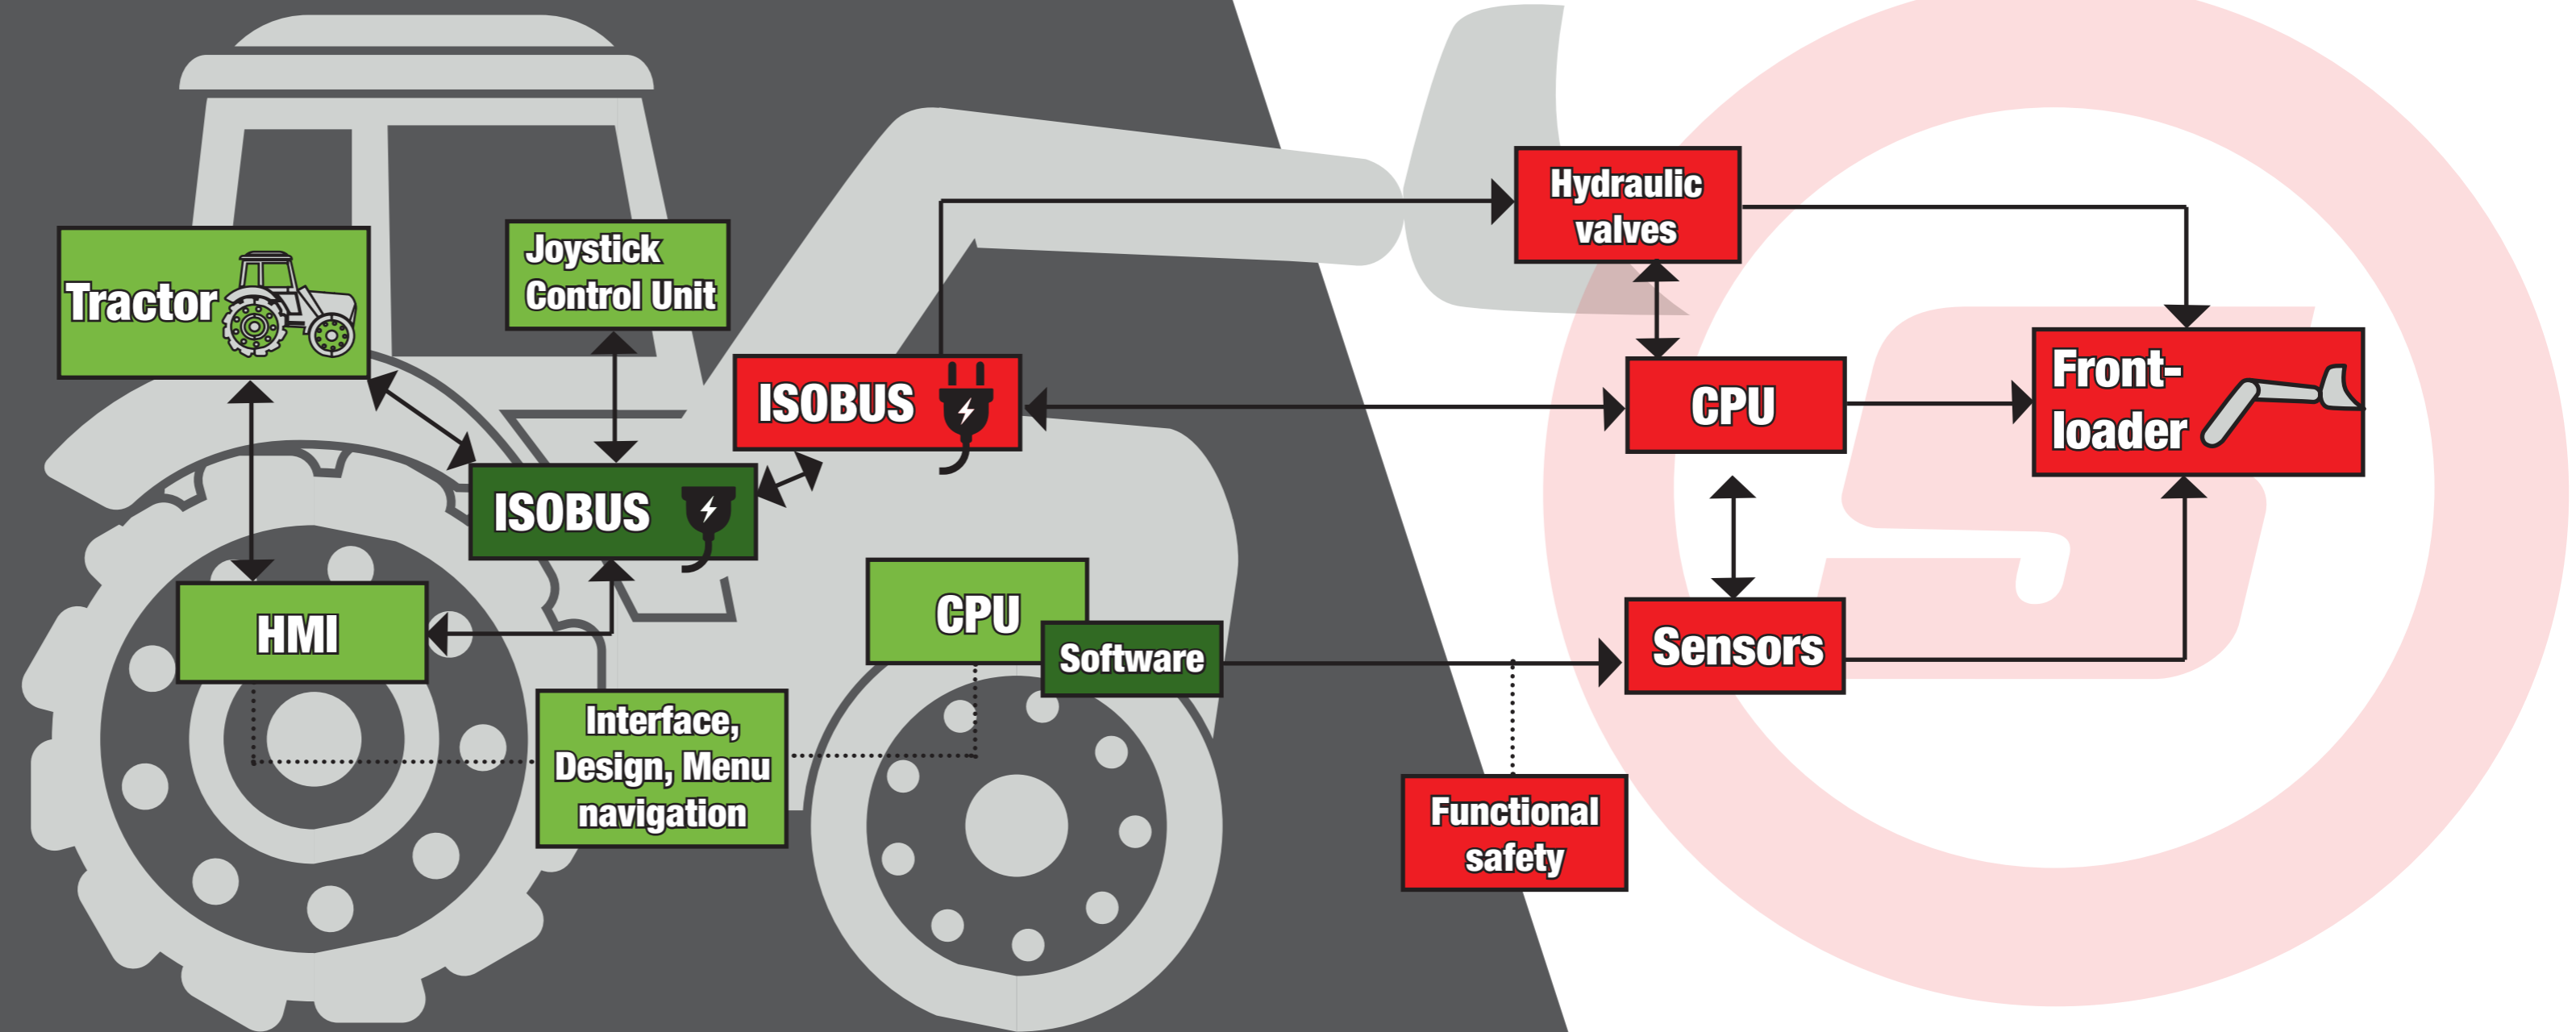 Tractor
Joystick
Control Unit
ISOBUS
ISOBUS
HMI
CPU
Software
Interface,
Design, Menu
navigation
Hydraulic
valves
CPU
Front-
loader
Sensors
Functional
safety